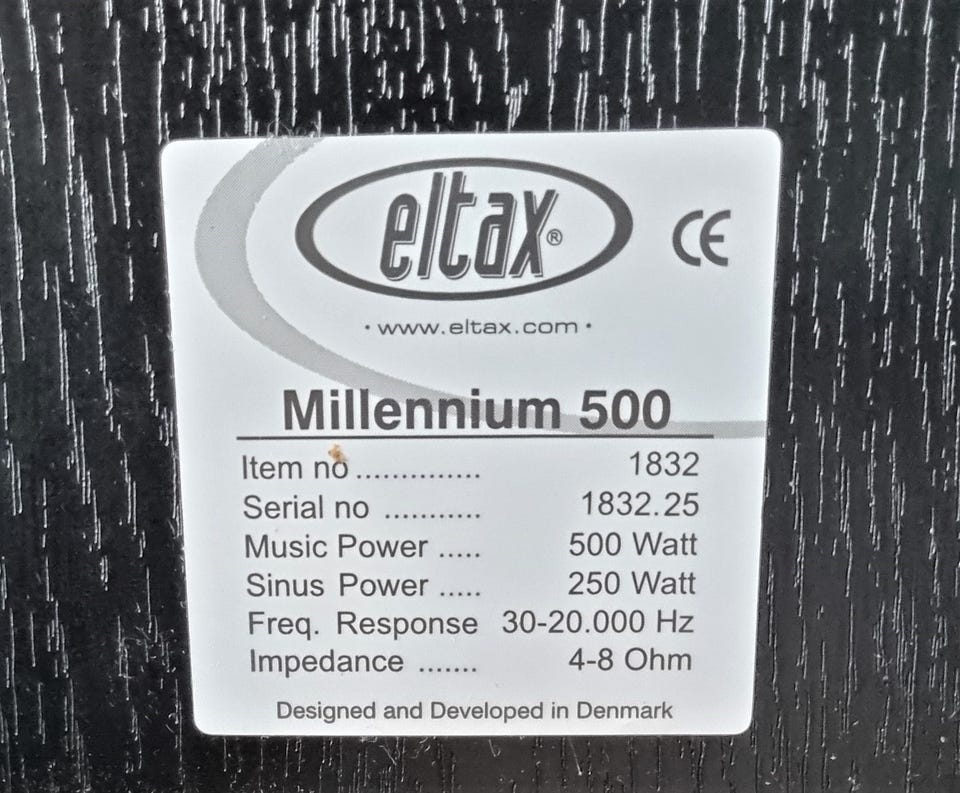 eltax®
CE
• www.eltax.com •
Millennium 500
Item no .............. 1832
Serial no ........... 1832.25
Music Power ..... 500 Watt
Sinus Power ..... 250 Watt
Freq. Response 30-20.000 Hz
Impedance ....... 4-8 Ohm
Designed and Developed in Denmark